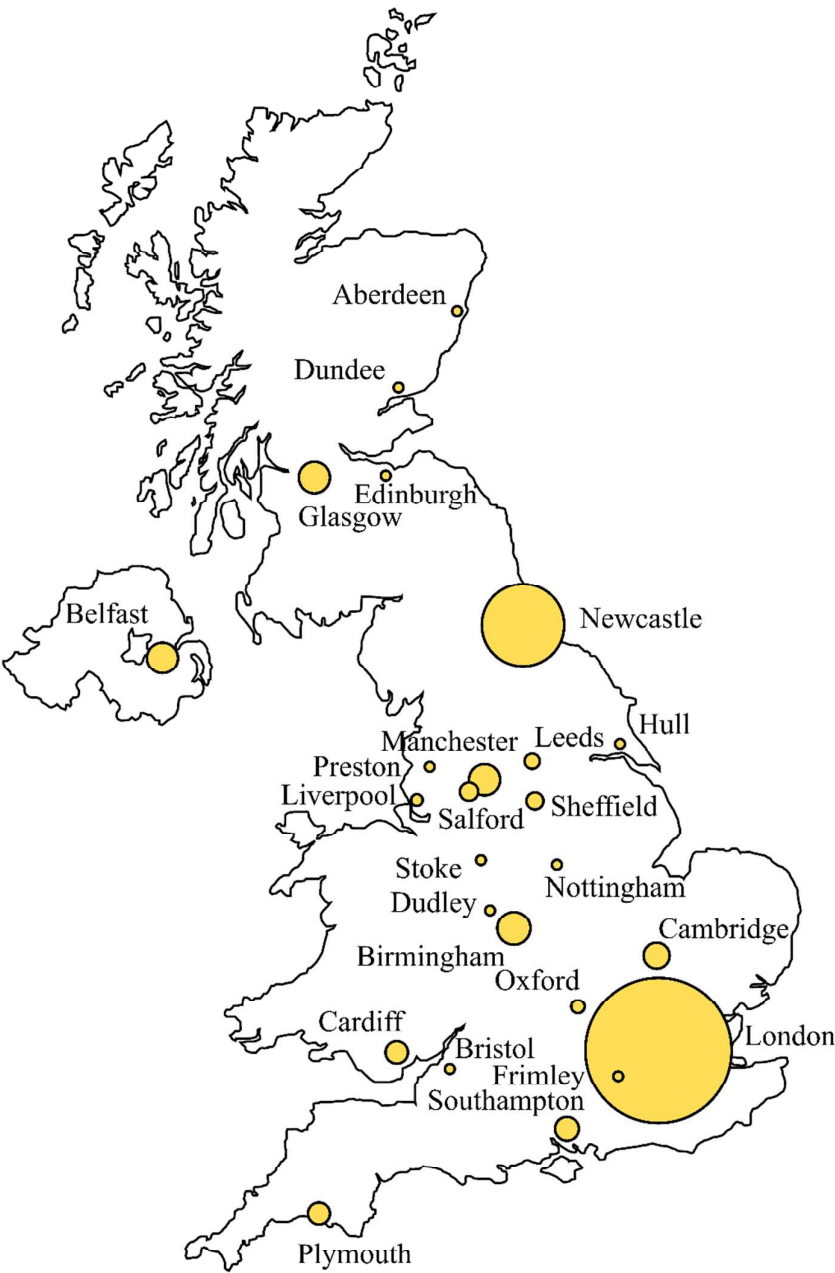 Aberdeen
Dundee
Edinburgh
Glasgow
Belfast
Newcastle
Hull
Leeds
Manchester
Preston
Liverpool
Salford
Sheffield
Stoke
Nottingham
Dudley
Birmingham
Cambridge
Oxford
Cardiff
London
Bristol
Frimley
Southampton
Plymouth